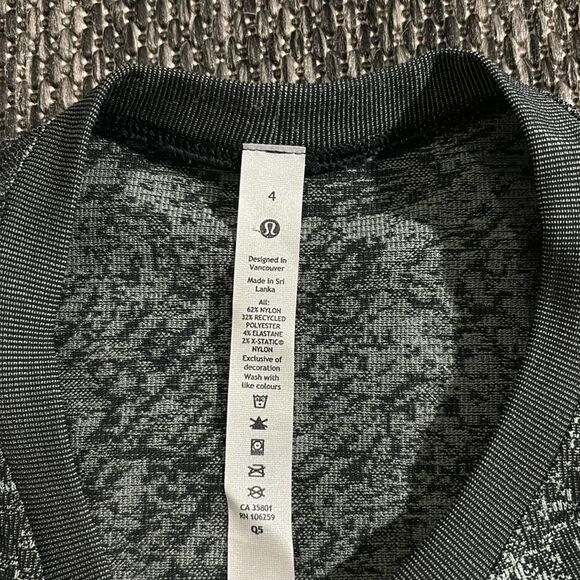 4
Designed in
Vancouver
Made in Sri
Lanka
All:
62% NYLON
32% RECYCLED
POLYESTER
4% ELASTANE
2% X-STATIC®
NYLON
Exclusive of
decoration
Wash with
like colours
CA 35801
RN 106259
Q5